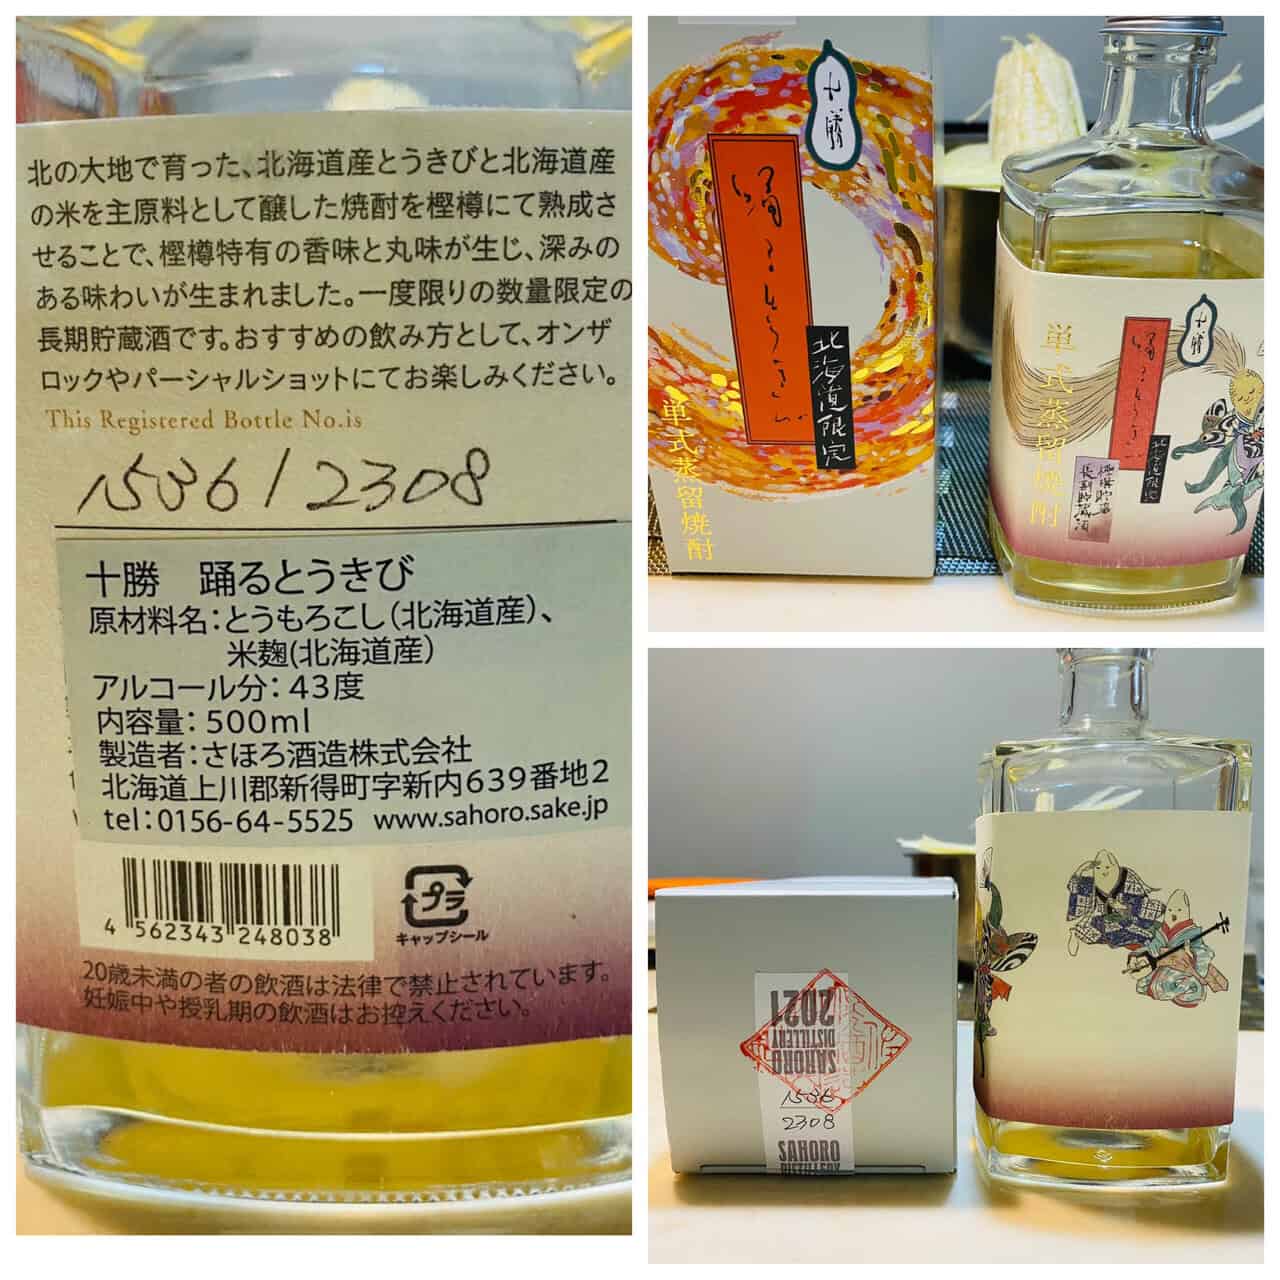 北の大地で育った、北海道産とうきびと北海道産
の米を主原料として醸した焼酎を樫樽にて熟成さ
せることで、樫樽特有の香味と丸味が生じ、深みの
ある味わいが生まれました。一度限りの数量限定の
長期貯蔵酒です。おすすめの飲み方として、オンザ
ロックやパーシャルショットにてお楽しみください。
This Registered Bottle No.is
1536/2308
十勝　踊るとうきび
原材料名：とうもろこし（北海道産）、
米麹(北海道産)
アルコール分：43度
内容量：500ml
製造者：さほろ酒造株式会社
北海道上川郡新得町字新内639番地2
tel：0156-64-5525 www.sahoro.sake.jp
4 562343 248038
プラ
キャップシール
20歳未満の者の飲酒は法律で禁止されています。
妊娠中や授乳期の飲酒はお控えください。
十勝
踊るとうきび
北海道限定
単式蒸留焼酎
十勝
踊るとうきび
北海道限定
樫樽貯蔵
長期貯蔵酒
単式蒸留焼酎
2021
DISTILLERY
SAHORO
1536
2308
SAHORO
DISTILLERY